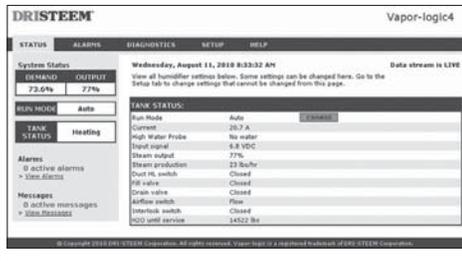 DRISTEEM
Vapor-logic4
STATUS ALARMS DIAGNOSTICS SETUP HELP
System Status
DEMAND OUTPUT
73.6% 77%
RUN MODE Auto
TANK STATUS Heating
Alarms
0 active alarms
> View Alarms
Messages
0 active messages
> View Messages
Wednesday, August 11, 2010 8:33:32 AM
Data stream is LIVE
View all humidifier settings below. Some settings can be changed here. Go to the
Setup tab to change settings that cannot be changed from this page.
TANK STATUS:
Run Mode Auto CHANGE
Current 20.7 A
High Water Probe No water
Input signal 6.8 VDC
Steam output 77%
Steam production 23 lbs/hr
Duct HL switch Closed
Fill valve Closed
Drain valve Closed
Airflow switch Flow
Interlock switch Closed
H2O until service 14522 lbs
© Copyright 2010 DRI-STEEM Corporation. All rights reserved. Vapor-logic is a registered trademark of DRI-STEEM Corporation.